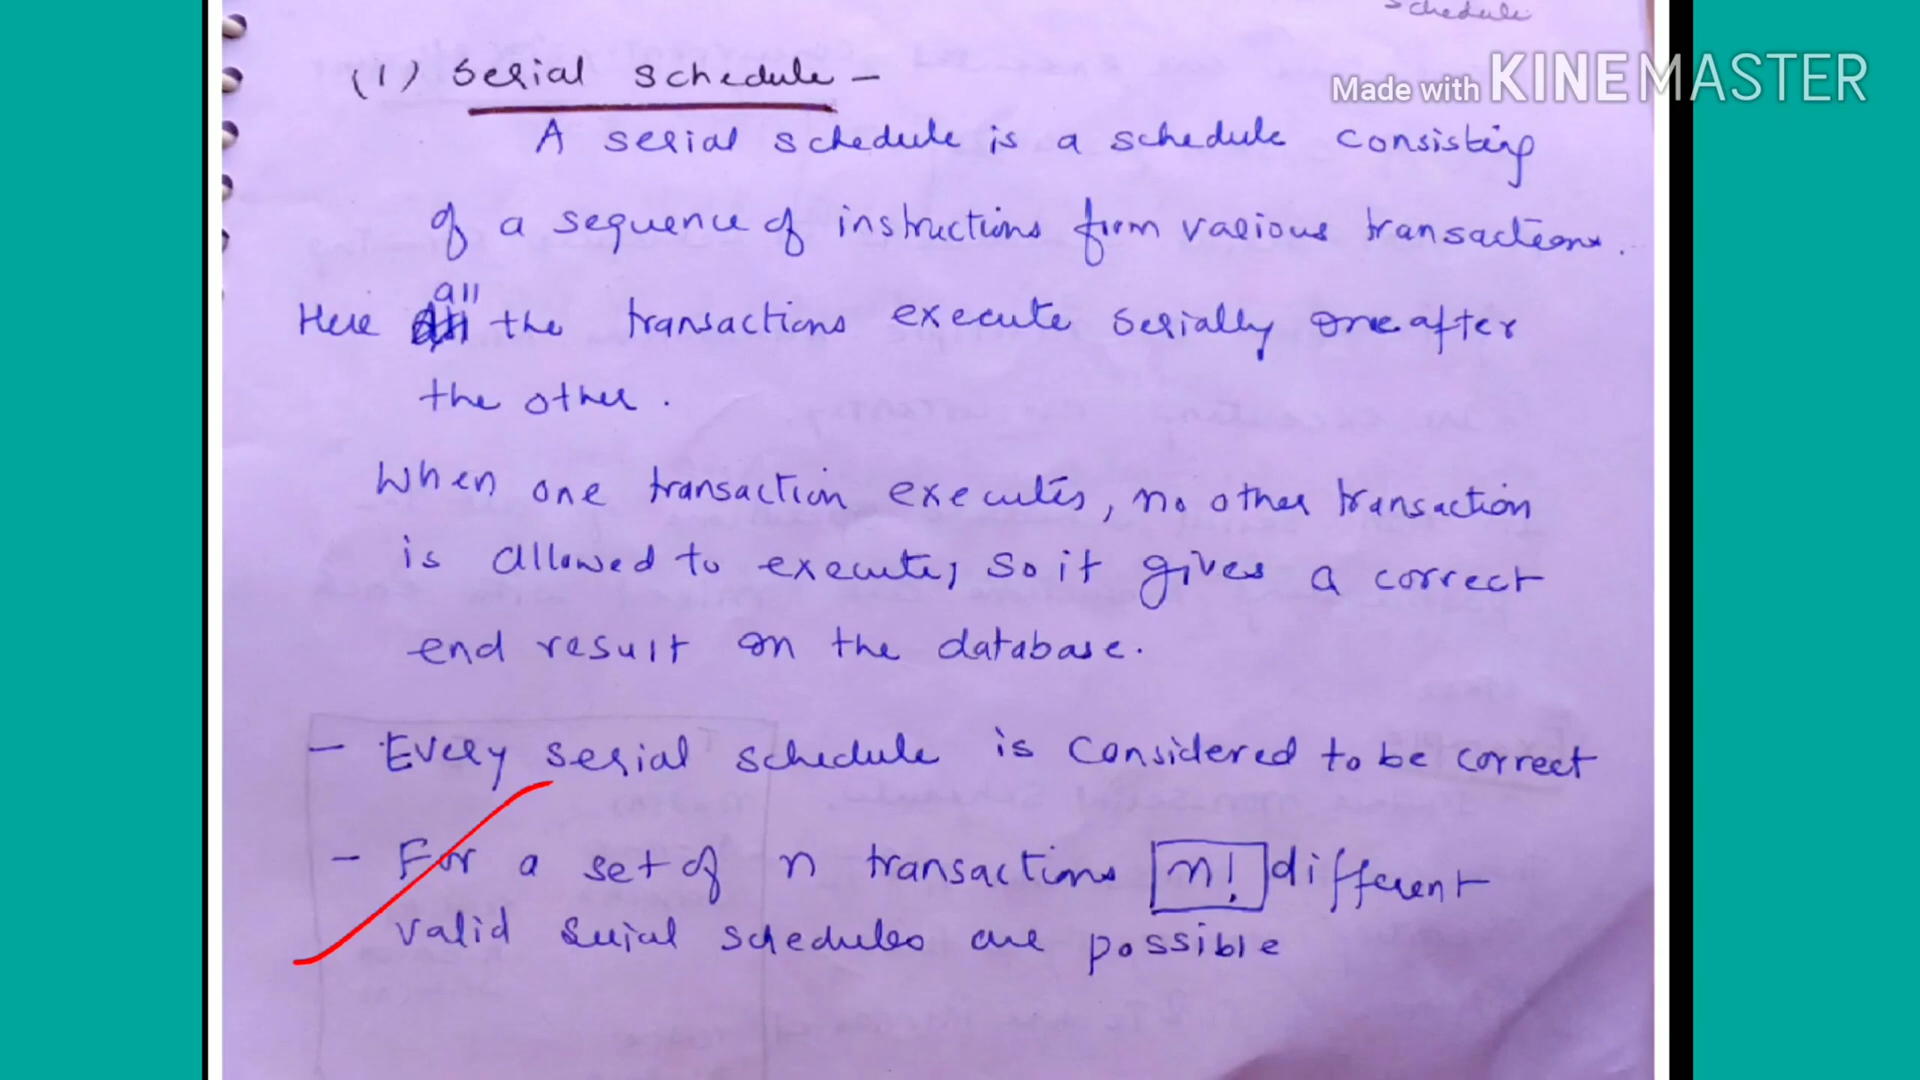 schedule
Made with KINEMASTER
(1) Serial schedule -
A serial schedule is a schedule consisting
of a sequence of instructions from various transactions.
all
Here the transactions execute serially one after
the other.
When one transaction executes, no other transaction
is allowed to execute, so it gives a correct
end result on the database.
- Every serial schedule is considered to be correct
- For a set of n transactions n! different
valid serial schedules are possible